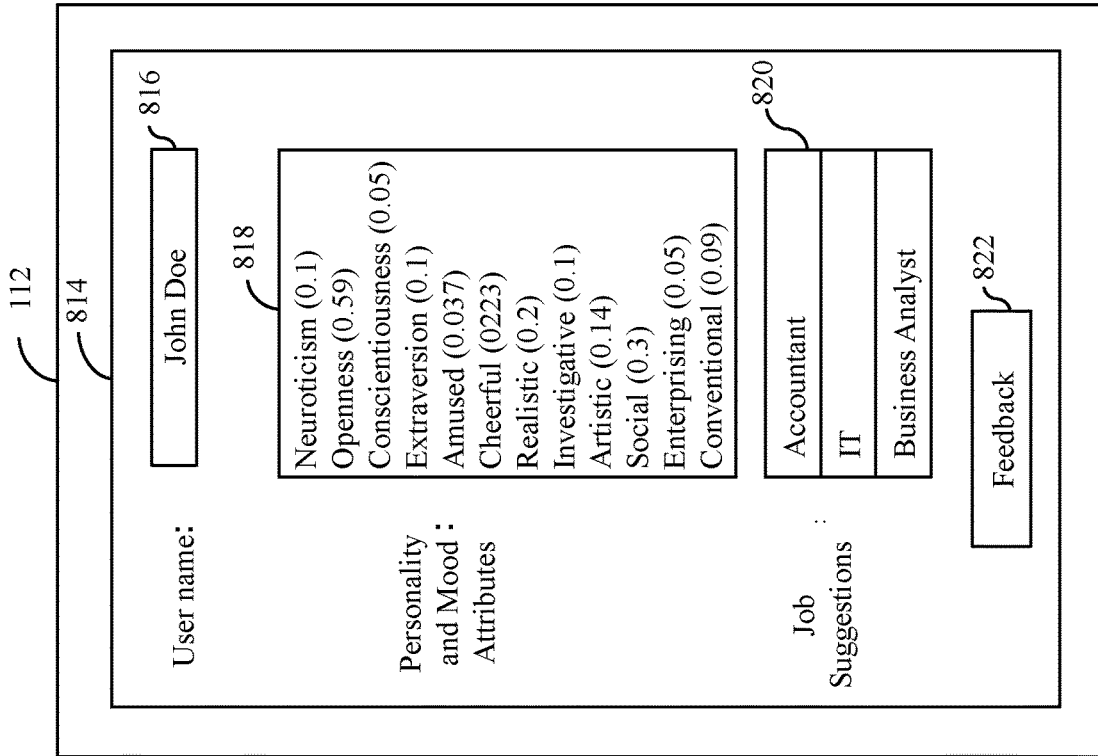 112
814
816
User name:
John Doe
818
Personality
and Mood :
Attributes
Neuroticism (0.1)
Openness (0.59)
Conscientiousness (0.05)
Extraversion (0.1)
Amused (0.037)
Cheerful (0223)
Realistic (0.2)
Investigative (0.1)
Artistic (0.14)
Social (0.3)
Enterprising (0.05)
Conventional (0.09)
820
Job
Suggestions :
Accountant
IT
Business Analyst
822
Feedback